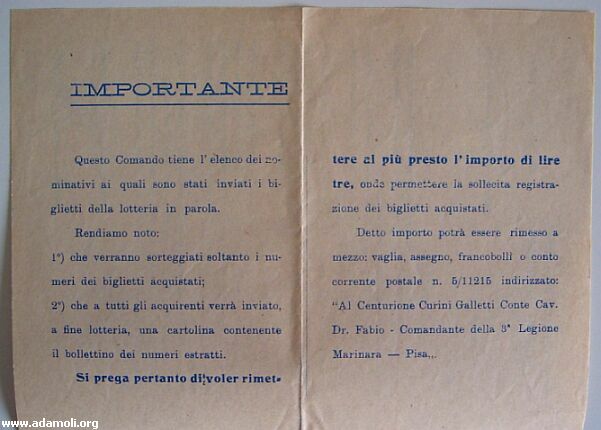 IMPORTANTE
Questo Comando tiene l'elenco dei no-
minativi ai quali sono stati inviati i bi-
glietti della lotteria in parola.
Rendiamo noto:
1°) che verranno sorteggiati soltanto i nu-
meri dei biglietti acquistati;
2°) che a tutti gli acquirenti verrà inviato,
a fine lotteria, una cartolina contenente
il bollettino dei numeri estratti.
Si prega pertanto di voler rimet-
tere al più presto l'importo di lire
tre, onde permettere la sollecita registra-
zione dei biglietti acquistati.
Detto importo potrà essere rimesso a
mezzo: vaglia, assegno, francobolli o conto
corrente postale n. 5/11215 indirizzato:
"Al Centurione Curini Galletti Conte Cav.
Dr. Fabio - Comandante della 3ª Legione
Marinara — Pisa„.
www.adamoli.org